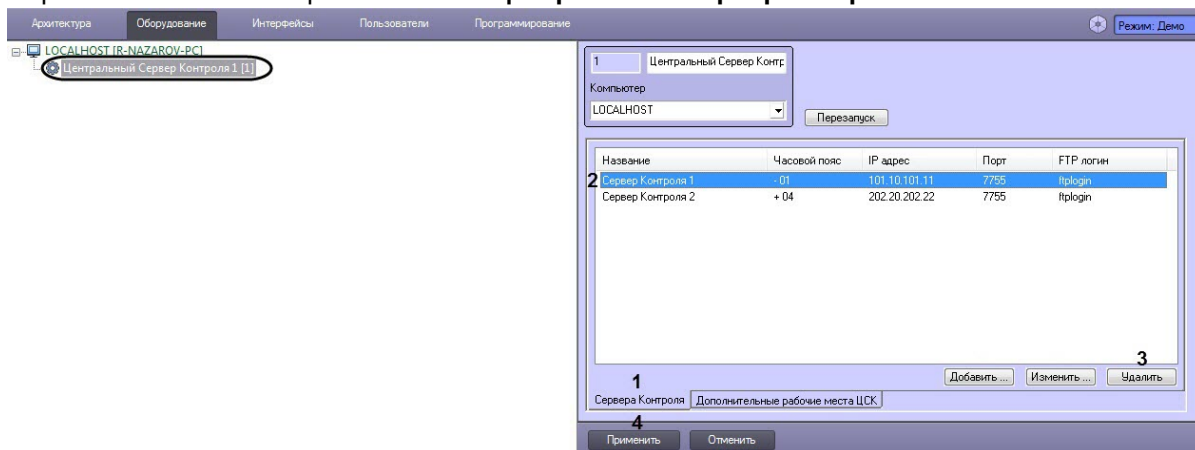 Архитектура Оборудование Интерфейсы Пользователи Программирование Режим: Демо
LOCALHOST [R-NAZAROV-PC]
Центральный Сервер Контроля 1 [1]
1 Центральный Сервер Контр
Компьютер
LOCALHOST
Перезапуск
Название Часовой пояс IP адрес Порт FTP логин
2 Сервер Контроля 1 - 01 101.10.101.11 7755 ftplogin
Сервер Контроля 2 + 04 202.20.202.22 7755 ftplogin
3
Добавить ... Изменить ... Удалить
1
Сервера Контроля Дополнительные рабочие места ЦСК
4
Применить Отменить